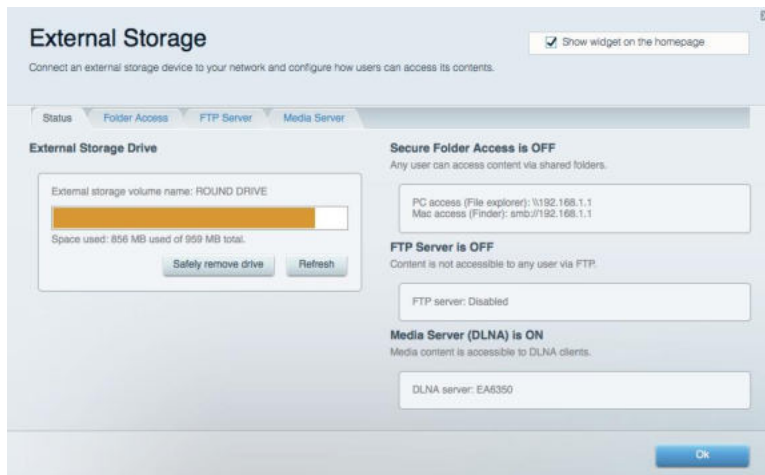 External Storage
Show widget on the homepage
Connect an external storage device to your network and configure how users can access its contents.
Status
Folder Access
FTP Server
Media Server
External Storage Drive
External storage volume name: ROUND DRIVE
Space used: 856 MB used of 959 MB total.
Safely remove drive
Refresh
Secure Folder Access is OFF
Any user can access content via shared folders.
PC access (File explorer): \\192.168.1.1
Mac access (Finder): smb://192.168.1.1
FTP Server is OFF
Content is not accessible to any user via FTP.
FTP server: Disabled
Media Server (DLNA) is ON
Media content is accessible to DLNA clients.
DLNA server: EA6350
Ok